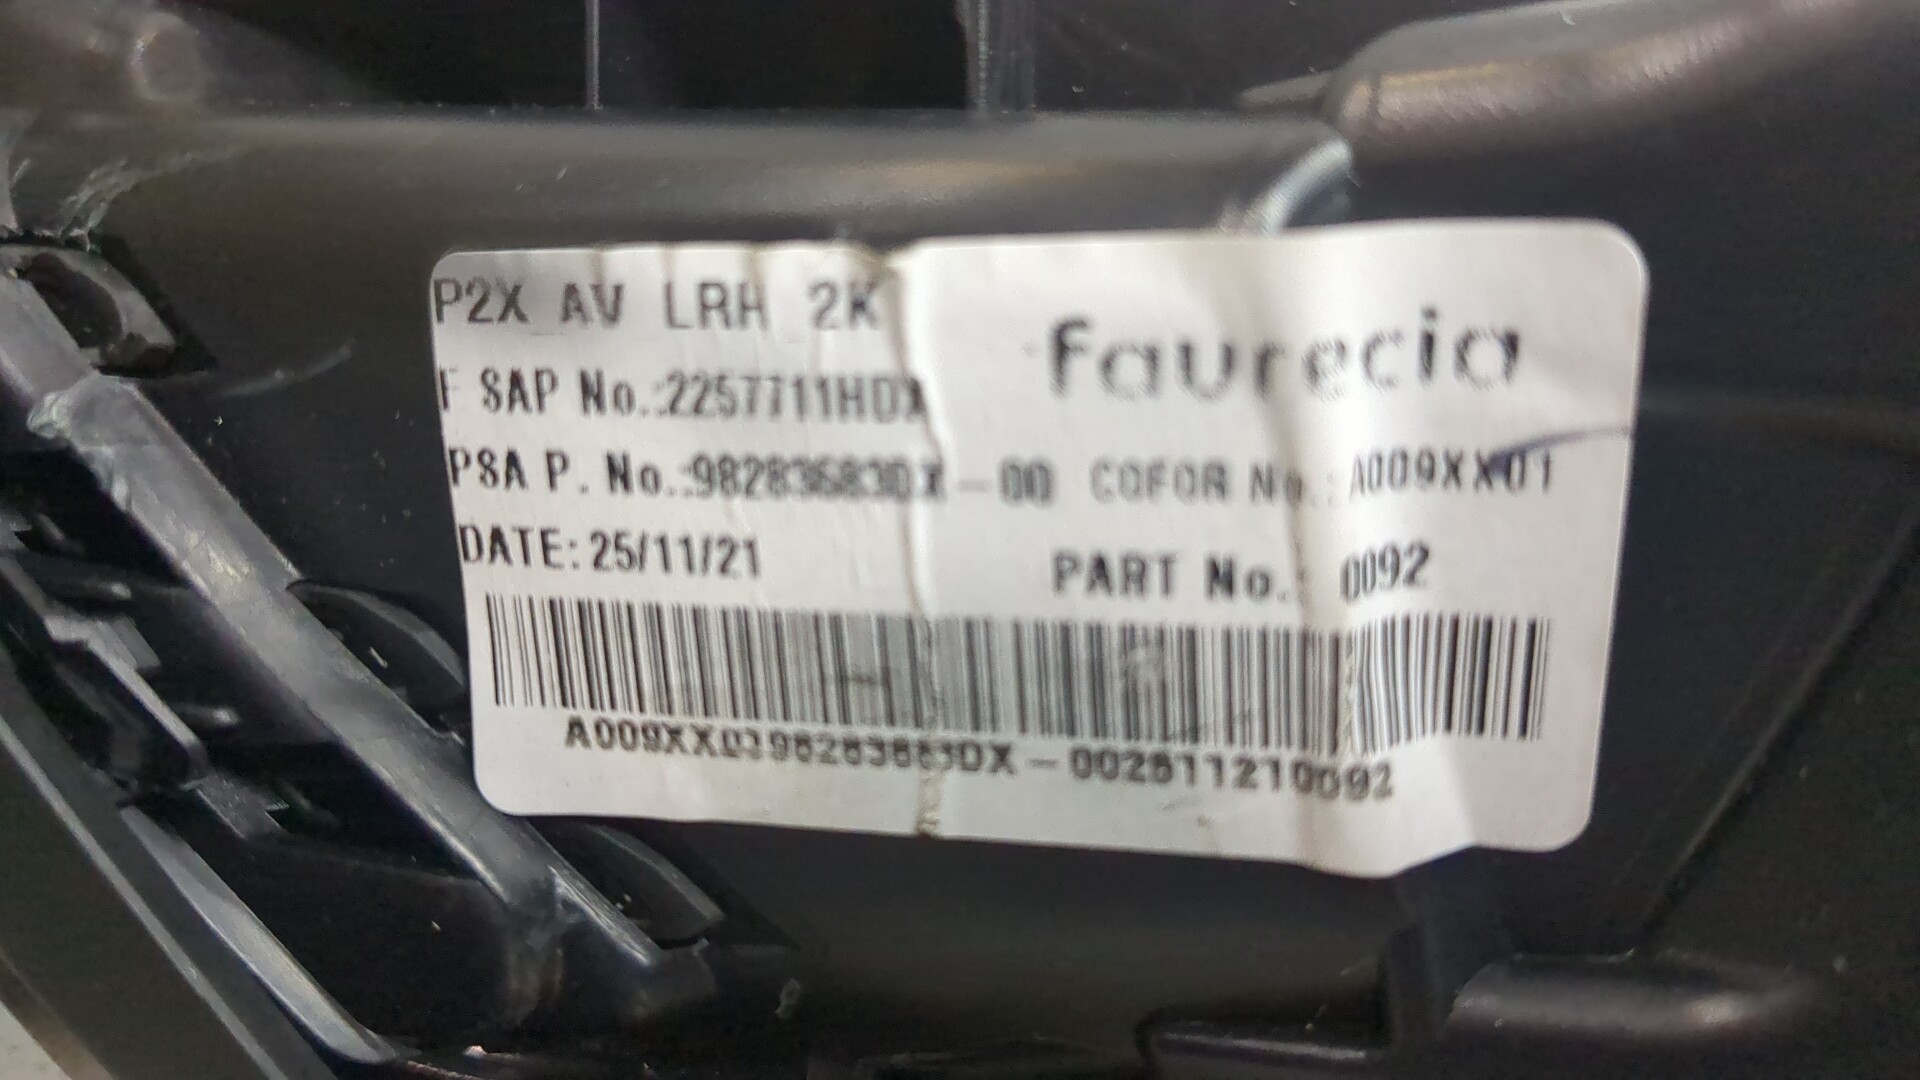 P2X AV LRH 2K
faurecia
F SAP No.:2257711HDX
PSA P. No.:98283683DX-00 COFOR No.: A009XX01
DATE: 25/11/21
PART No.: 0092